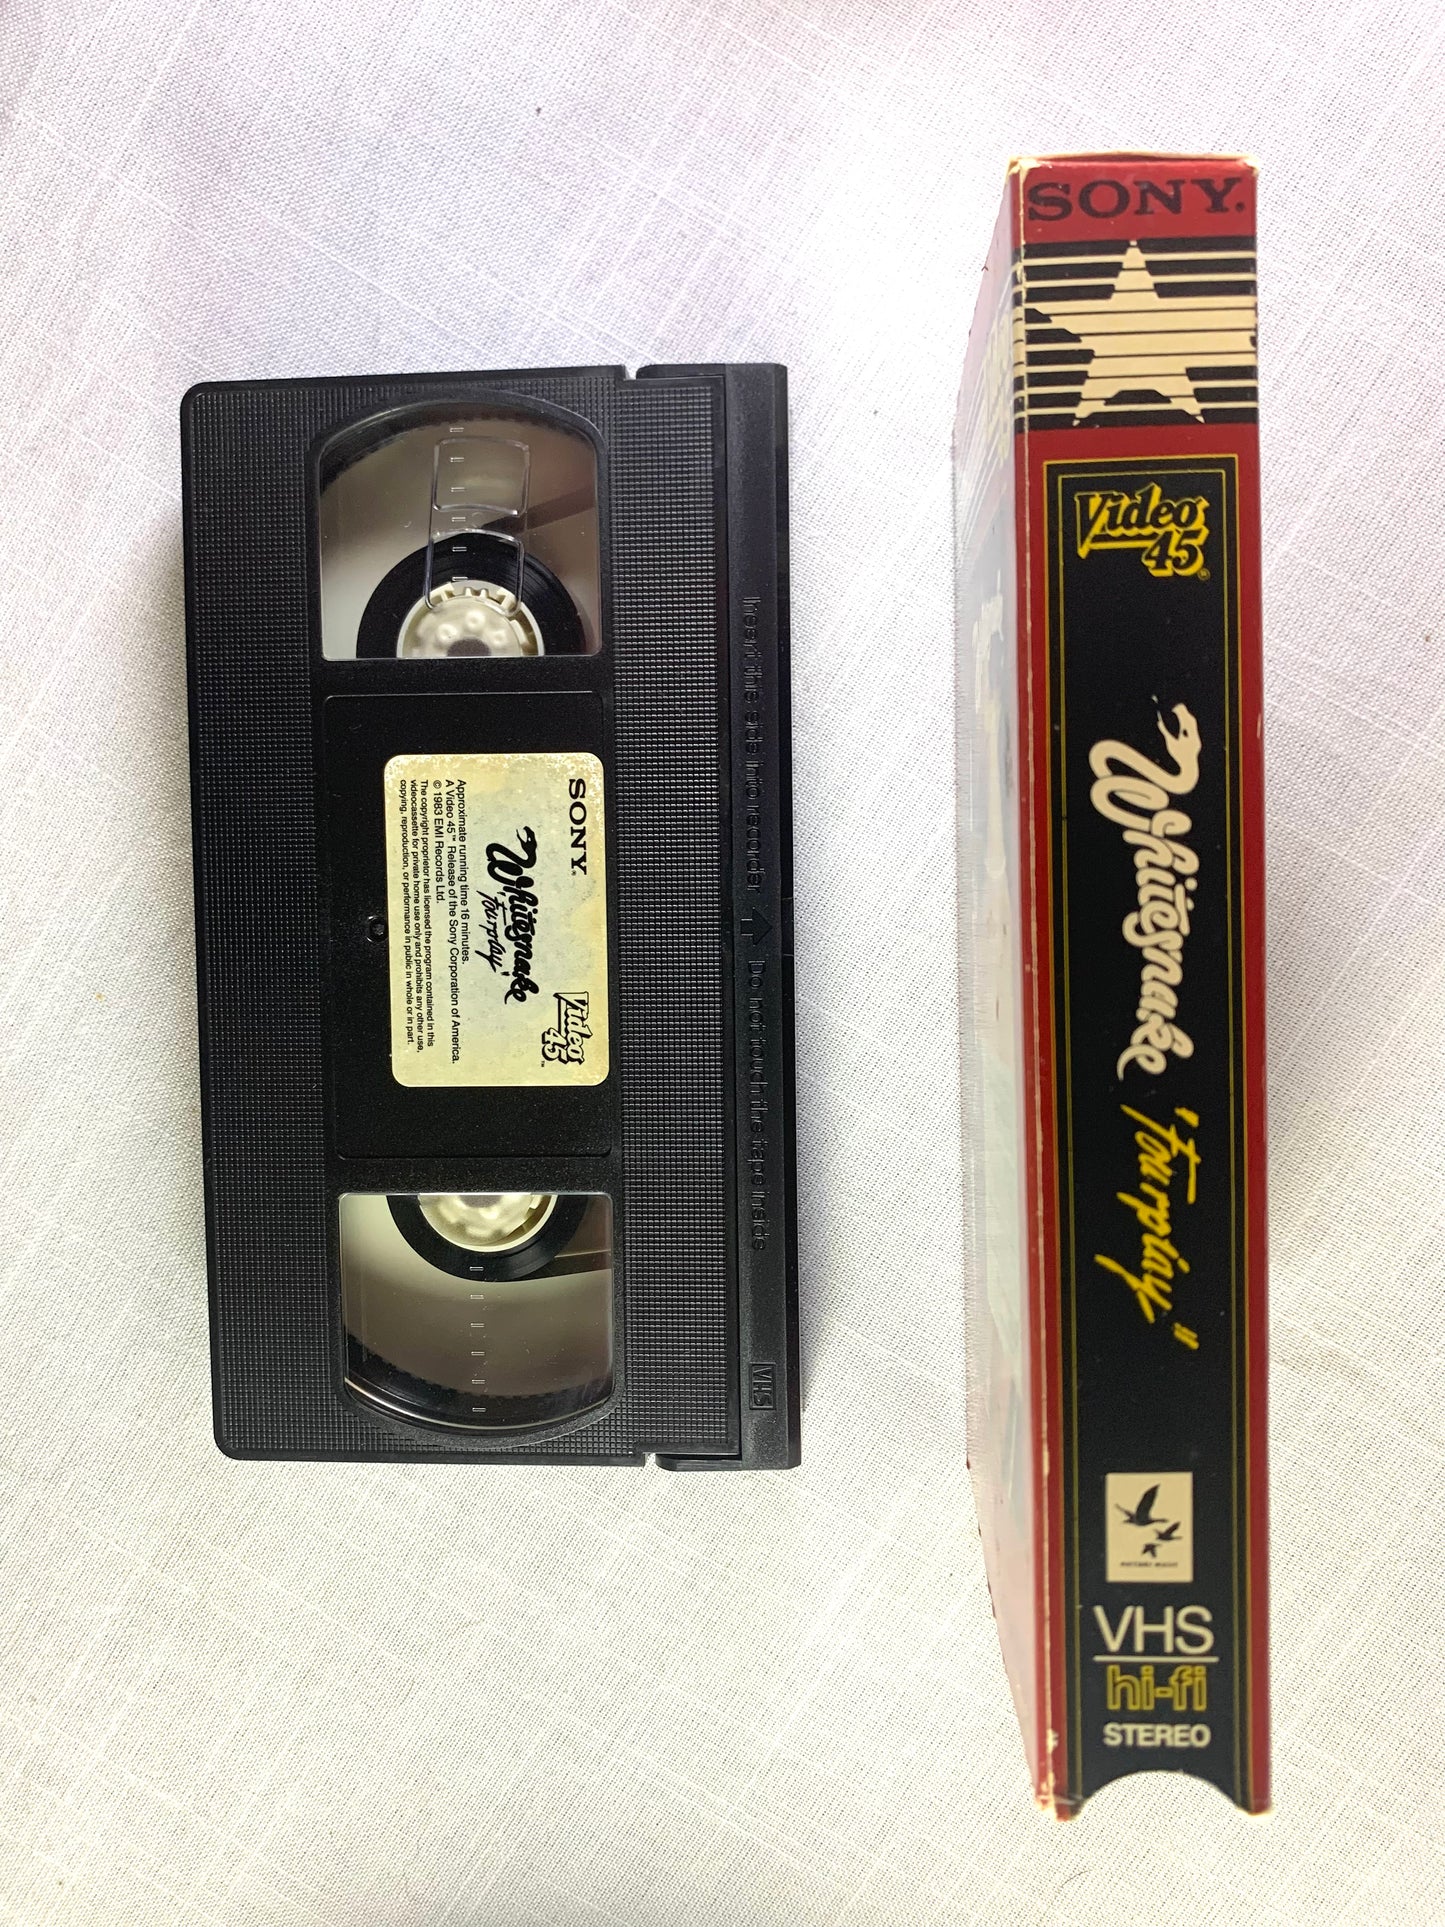 SONY®
Video
45™
Whitesnake
'Fourplay'
Approximate running time 16 minutes.
A Video 45™ Release of the Sony Corporation of America.
© 1983 EMI Records Ltd.
The copyright proprietor has licensed the program contained in this
videocassette for private home use only and prohibits any other use,
copying, reproduction, or performance in public in whole or in part.
Insert this side into recorder
Do not touch the tape inside
VHS
SONY®
Video
45®
Whitesnake "Fourplay"
VHS
hi-fi
STEREO